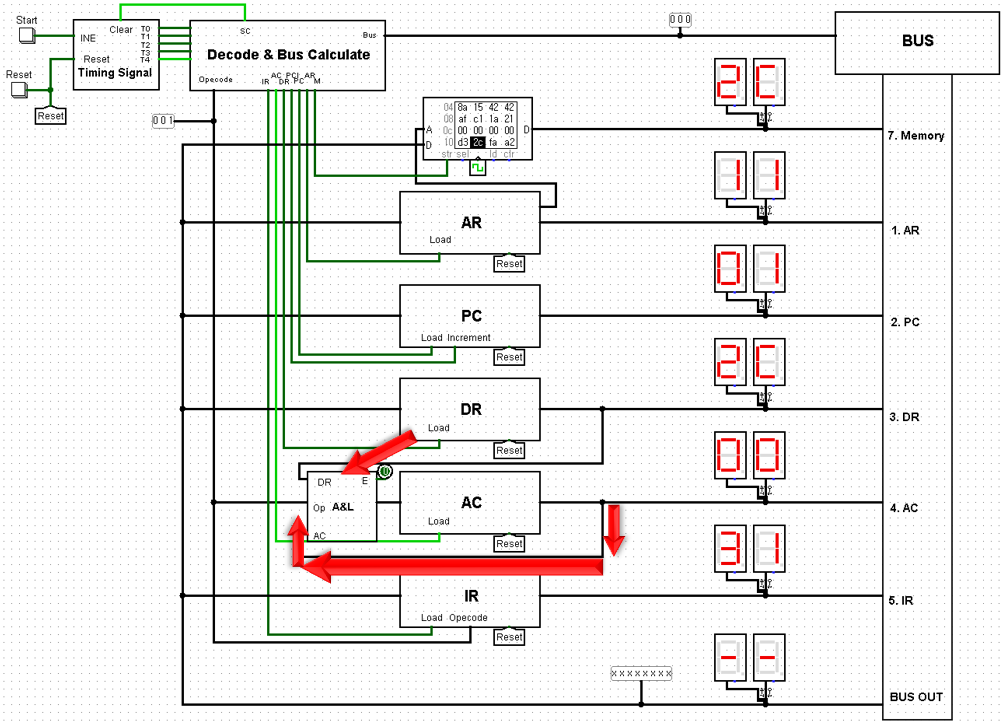 Start
INE
Clear
T0
T1
T2
T3
T4
Reset
Timing Signal
Reset
Reset
sc
Bus
Decode & Bus Calculate
Opecode
IR
AC
DR
PCI
PC
AR
M
000
BUS
001
A
D
04 8a 15 42 42
08 af c1 1a 21
0c 00 00 00 00
10 d3 2c fa a2
D
str sel ld clr
2C
7. Memory
AR
Load
Reset
11
1. AR
PC
Load Increment
Reset
01
2. PC
DR
Load
Reset
2C
3. DR
DR
E
Op
A&L
AC
0
AC
Load
Reset
00
4. AC
IR
Load Opecode
Reset
31
5. IR
xxxxxxxx
--
BUS OUT